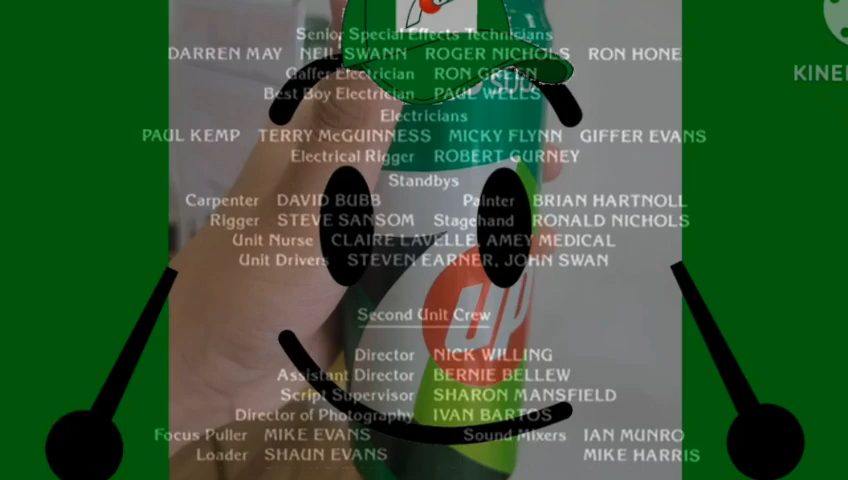 Senior Special Effects Technicians
DARREN MAY NEIL SWANN ROGER NICHOLS RON HONE
Gaffer Electrician RON GREEN
Best Boy Electrician PAUL WELLS
Electricians
PAUL KEMP TERRY McGUINNESS MICKY FLYNN GIFFER EVANS
Electrical Rigger ROBERT GURNEY
Standbys
Carpenter DAVID BUBB Painter BRIAN HARTNOLL
Rigger STEVE SANSOM Stagehand RONALD NICHOLS
Unit Nurse CLAIRE LAVELLE, AMEY MEDICAL
Unit Drivers STEVEN EARNER, JOHN SWAN
UP
Second Unit Crew
Director NICK WILLING
Assistant Director BERNIE BELLEW
Script Supervisor SHARON MANSFIELD
Director of Photography IVAN BARTOS
Focus Puller MIKE EVANS Sound Mixers IAN MUNRO
Loader SHAUN EVANS MIKE HARRIS